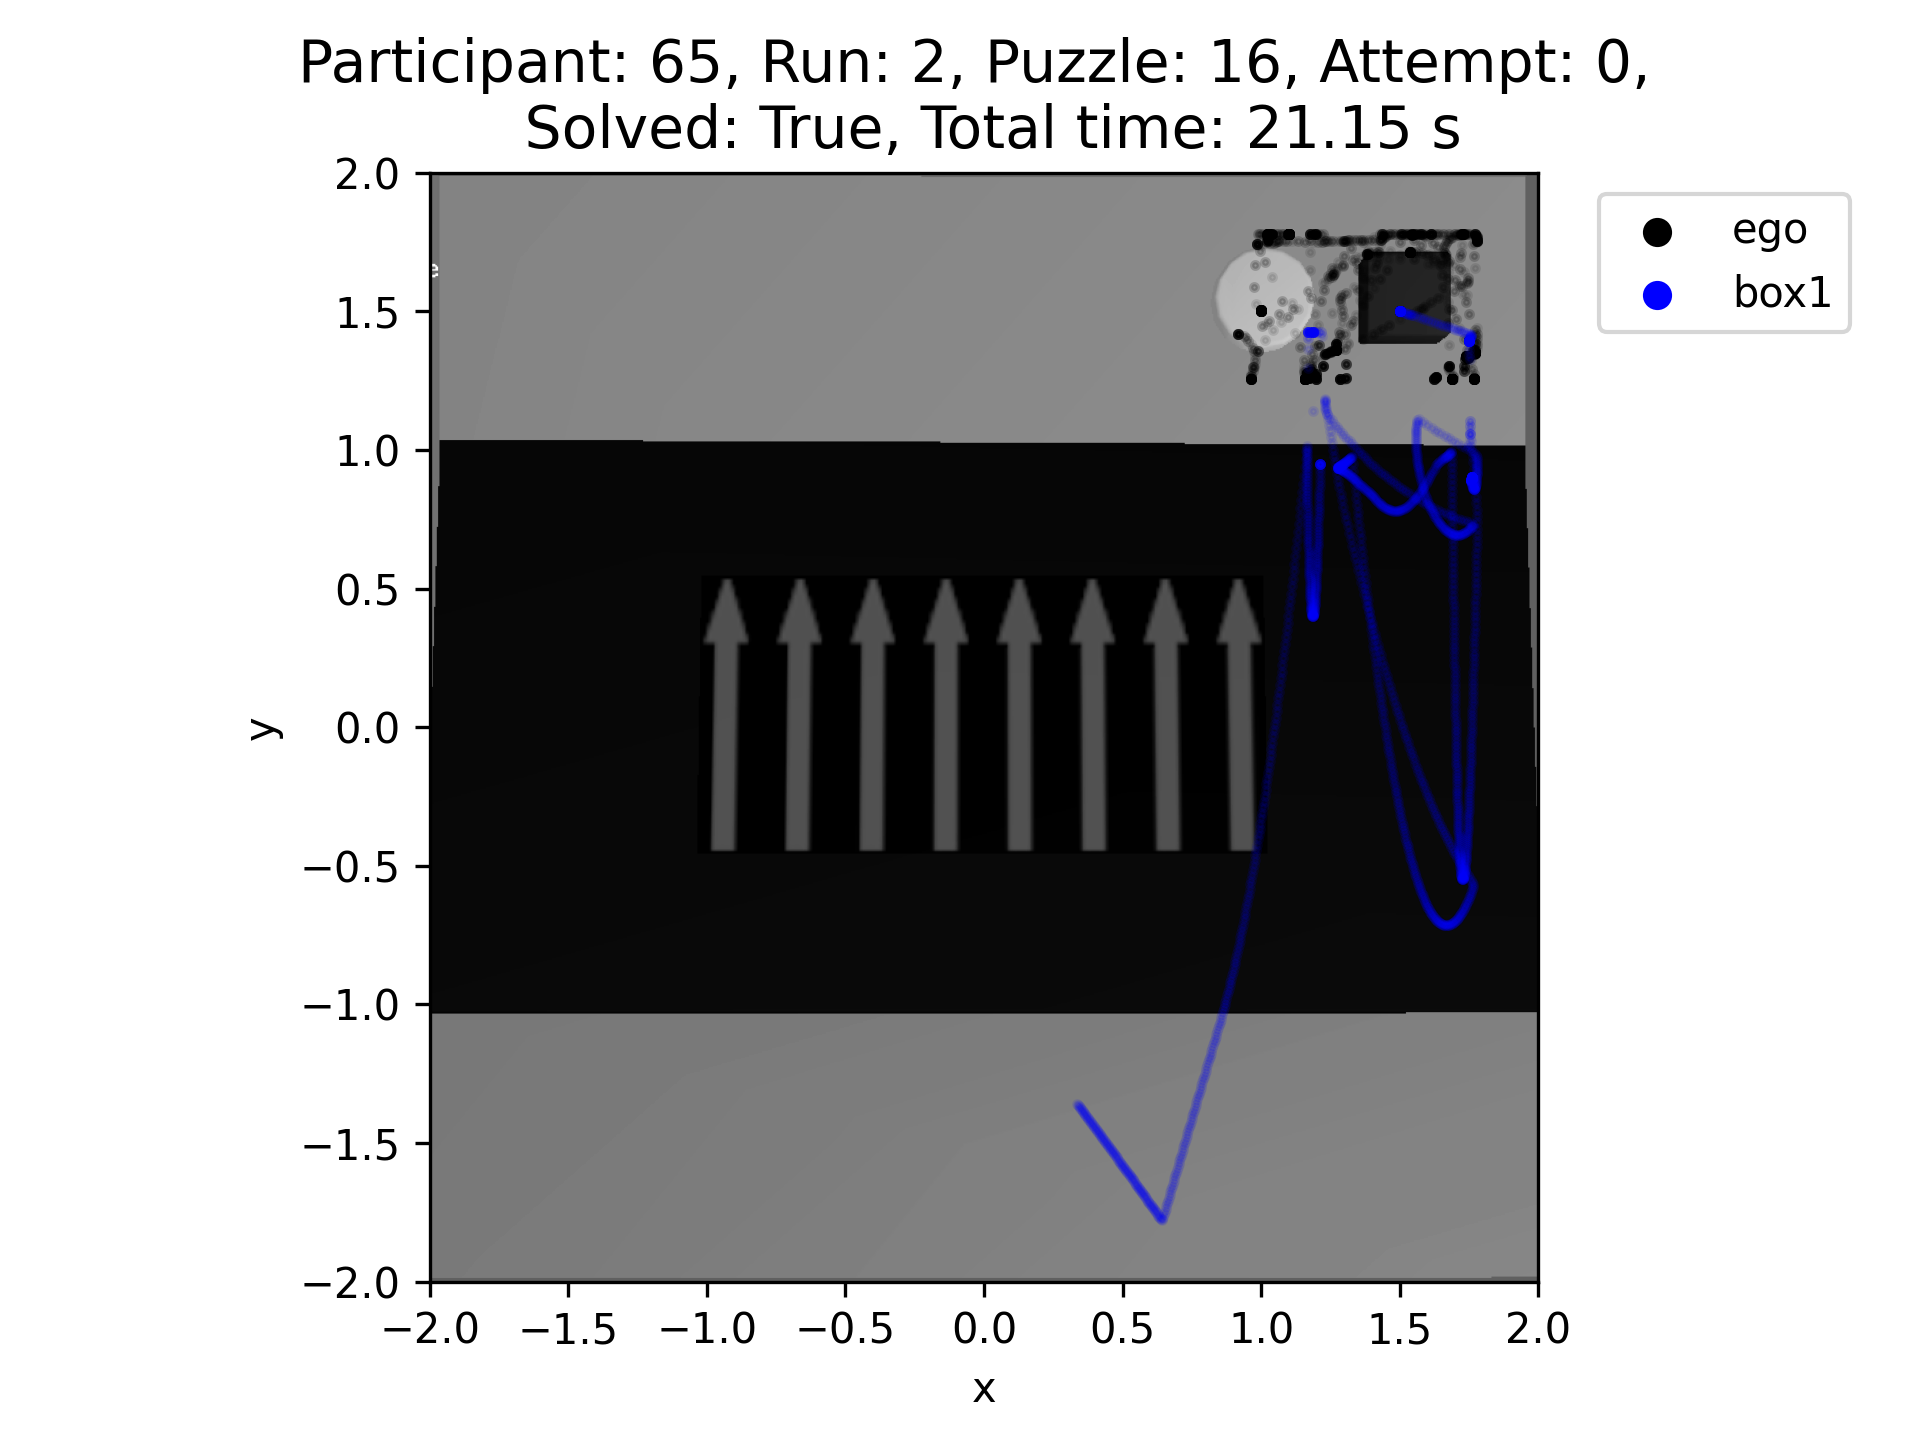 Participant: 65, Run: 2, Puzzle: 16, Attempt: 0,
Solved: True, Total time: 21.15 s
2.0
1.5
1.0
0.5
0.0
−0.5
−1.0
−1.5
−2.0
y
−2.0 −1.5 −1.0 −0.5 0.0 0.5 1.0 1.5 2.0
x
ego
box1